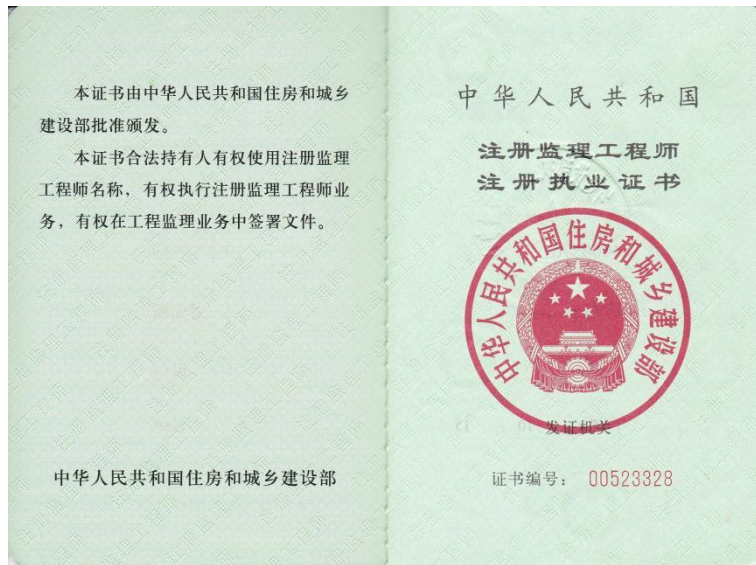 本证书由中华人民共和国住房和城乡
建设部批准颁发。
本证书合法持有人有权使用注册监理
工程师名称，有权执行注册监理工程师业
务，有权在工程监理业务中签署文件。
中华人民共和国住房和城乡建设部
中华人民共和国
注册监理工程师
注册执业证书
中华人民共和国住房和城乡建设部
发证机关
证书编号： 00523328